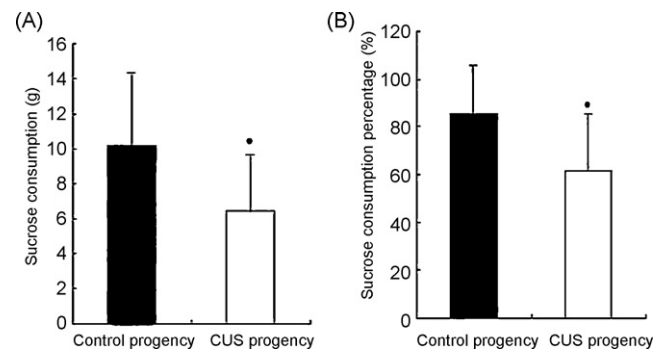 (A)
Sucrose consumption (g)
16
14
12
10
8
6
4
2
0
Control progency
CUS progency
(B)
Sucrose consumption percentage (%)
120
100
80
60
40
20
0
Control progency
CUS progency